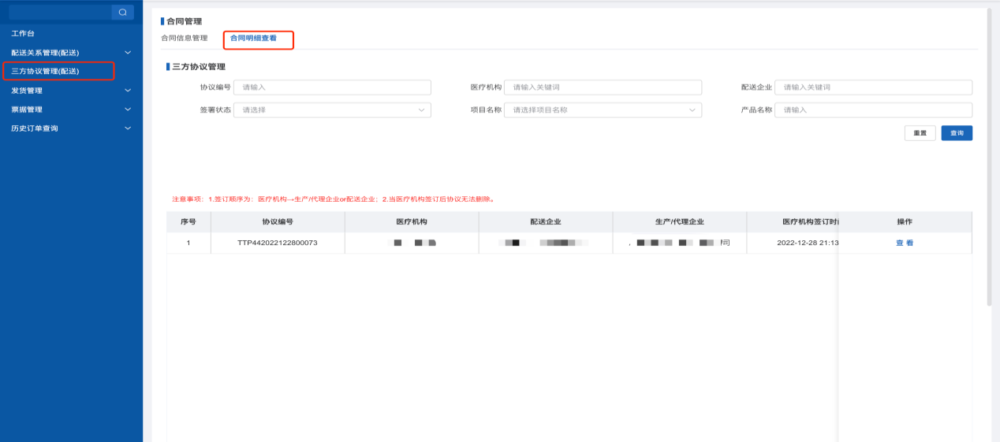 工作台
配送关系管理(配送)
三方协议管理(配送)
发货管理
票据管理
历史订单查询
合同管理
合同信息管理 合同明细查看
三方协议管理
协议编号 请输入 医疗机构 请输入关键词 配送企业 请输入关键词
签署状态 请选择 项目名称 请选择项目名称 产品名称 请输入
重置 查询
注意事项：1.签订顺序为：医疗机构→生产/代理企业or配送企业；2.当医疗机构签订后协议无法删除。
序号 协议编号 医疗机构 配送企业 生产/代理企业 医疗机构签订时 操作
1 TTP442022122800073 司 2022-12-28 21:13 查 看